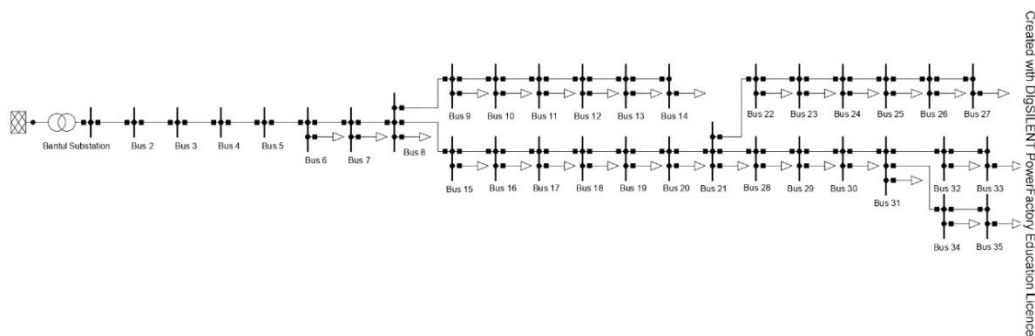 Bantul Substation
Bus 2
Bus 3
Bus 4
Bus 5
Bus 6
Bus 7
Bus 8
Bus 9
Bus 10
Bus 11
Bus 12
Bus 13
Bus 14
Bus 15
Bus 16
Bus 17
Bus 18
Bus 19
Bus 20
Bus 21
Bus 22
Bus 23
Bus 24
Bus 25
Bus 26
Bus 27
Bus 28
Bus 29
Bus 30
Bus 31
Bus 32
Bus 33
Bus 34
Bus 35
Created with DIgSILENT PowerFactory Education Licence